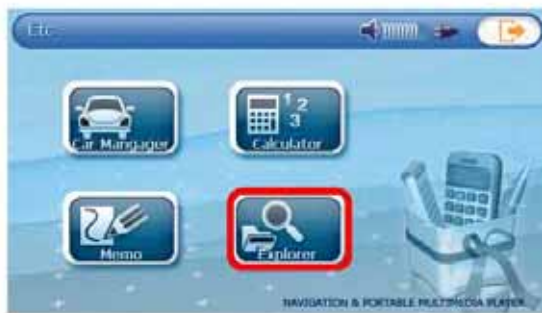 Etc
Car Mangager
1 2
3
Calculator
Memo
Explorer
NAVIGATION & PORTABLE MULTIMEDIA PLAYER